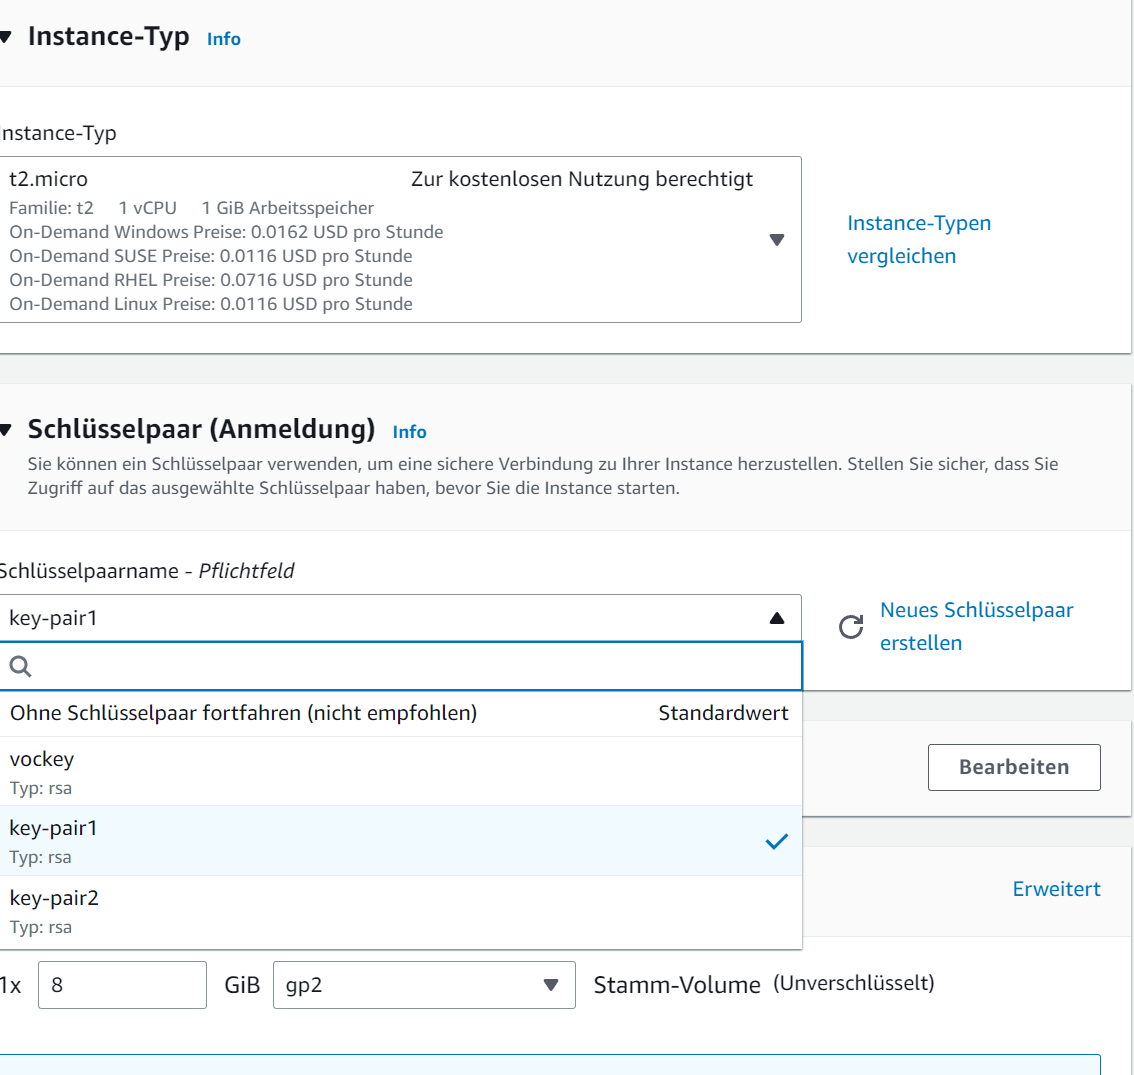 Instance-Typ Info
Instance-Typ
t2.micro Zur kostenlosen Nutzung berechtigt
Familie: t2 1 vCPU 1 GiB Arbeitsspeicher
On-Demand Windows Preise: 0.0162 USD pro Stunde
On-Demand SUSE Preise: 0.0116 USD pro Stunde
On-Demand RHEL Preise: 0.0716 USD pro Stunde
On-Demand Linux Preise: 0.0116 USD pro Stunde
Instance-Typen
vergleichen
Schlüsselpaar (Anmeldung) Info
Sie können ein Schlüsselpaar verwenden, um eine sichere Verbindung zu Ihrer Instance herzustellen. Stellen Sie sicher, dass Sie
Zugriff auf das ausgewählte Schlüsselpaar haben, bevor Sie die Instance starten.
Schlüsselpaarname - Pflichtfeld
key-pair1
Neues Schlüsselpaar
erstellen
Ohne Schlüsselpaar fortfahren (nicht empfohlen) Standardwert
vockey
Typ: rsa
key-pair1
Typ: rsa
key-pair2
Typ: rsa
Bearbeiten
Erweitert
1x 8 GiB gp2 Stamm-Volume (Unverschlüsselt)